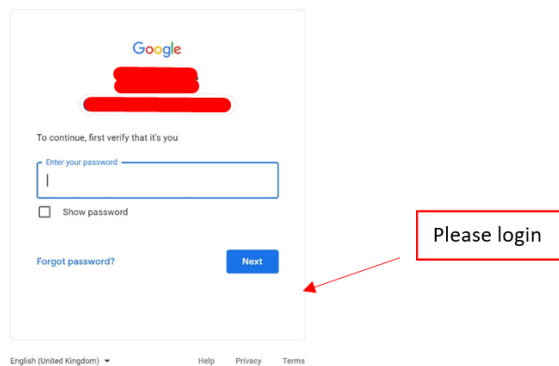 Google
To continue, first verify that it's you
Enter your password
Show password
Forgot password?
Next
Please login
English (United Kingdom)
Help Privacy Terms